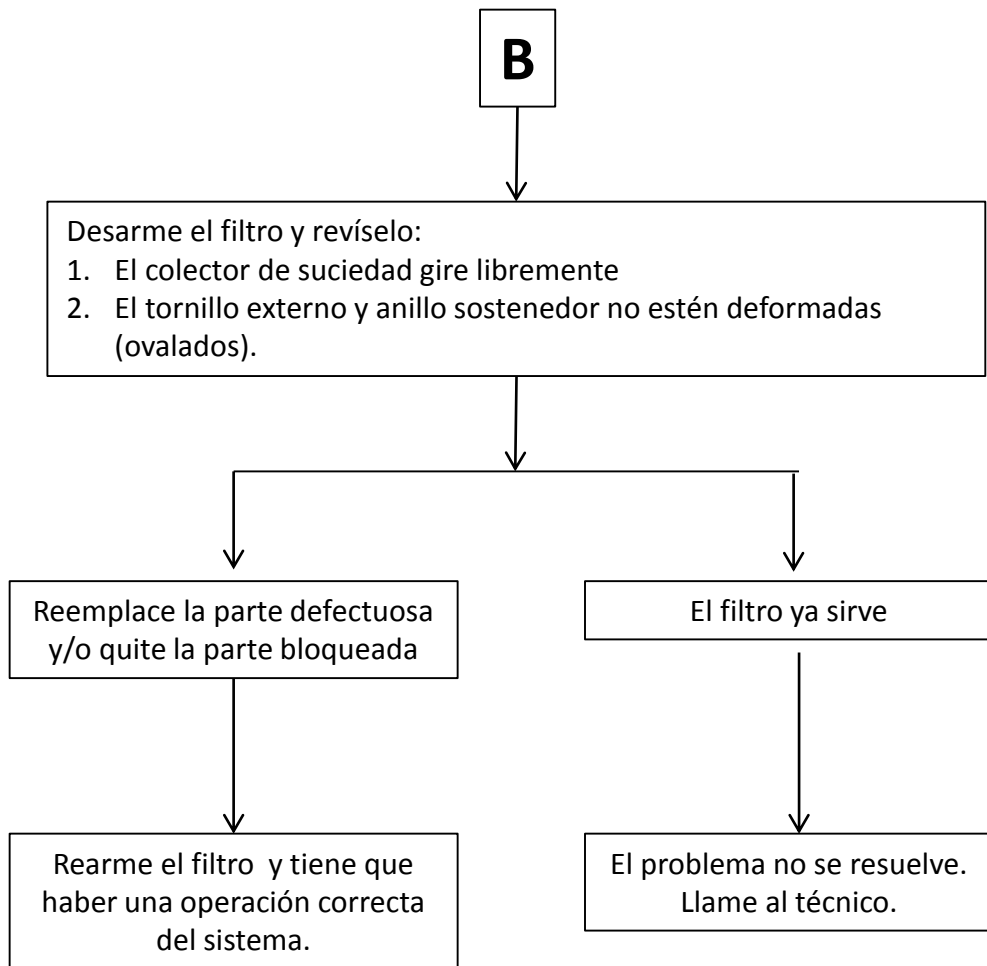 B
Desarme el filtro y revíselo:
1. El colector de suciedad gire libremente
2. El tornillo externo y anillo sostenedor no estén deformadas
(ovalados).
Reemplace la parte defectuosa
y/o quite la parte bloqueada
El filtro ya sirve
Rearme el filtro y tiene que
haber una operación correcta
del sistema.
El problema no se resuelve.
Llame al técnico.